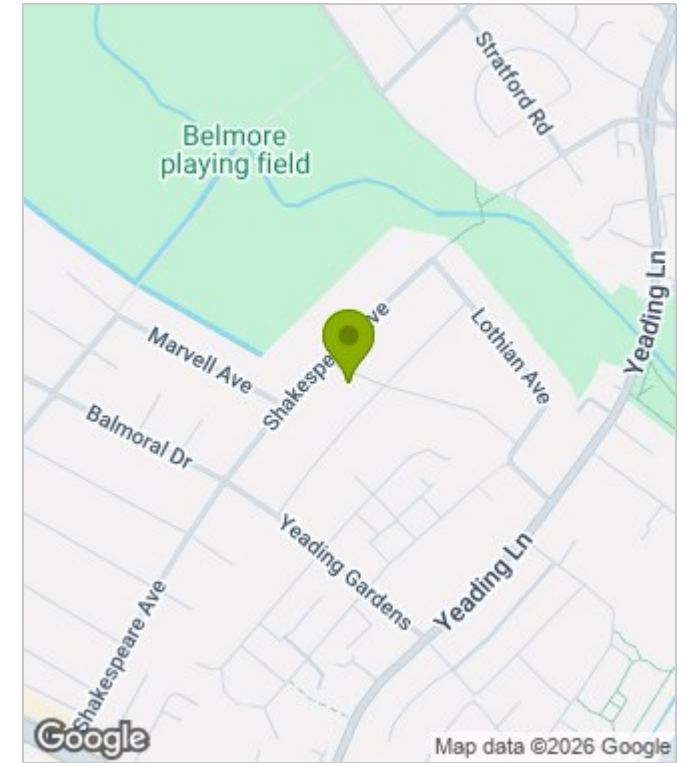 Stratford Rd
Belmore
playing field
Yeading Ln
Shakespeare Ave
Lothian Ave
Marvell Ave
Balmoral Dr
Yeading Gardens
Yeading Ln
Shakespeare Ave
Google
Map data ©2026 Google